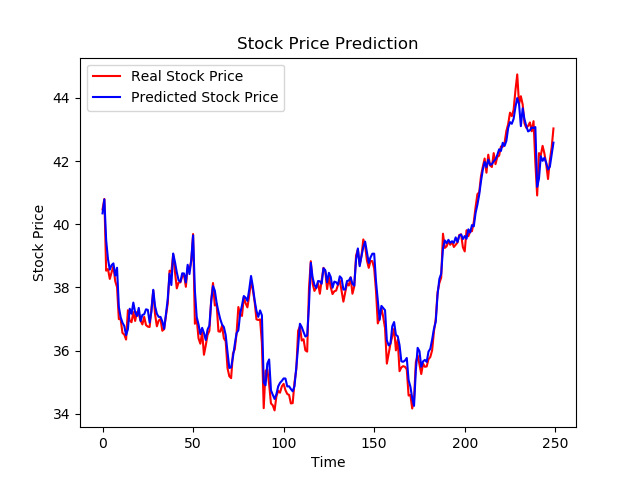 Stock Price Prediction
Real Stock Price
Predicted Stock Price
Stock Price
44
42
40
38
36
34
0 50 100 150 200 250
Time